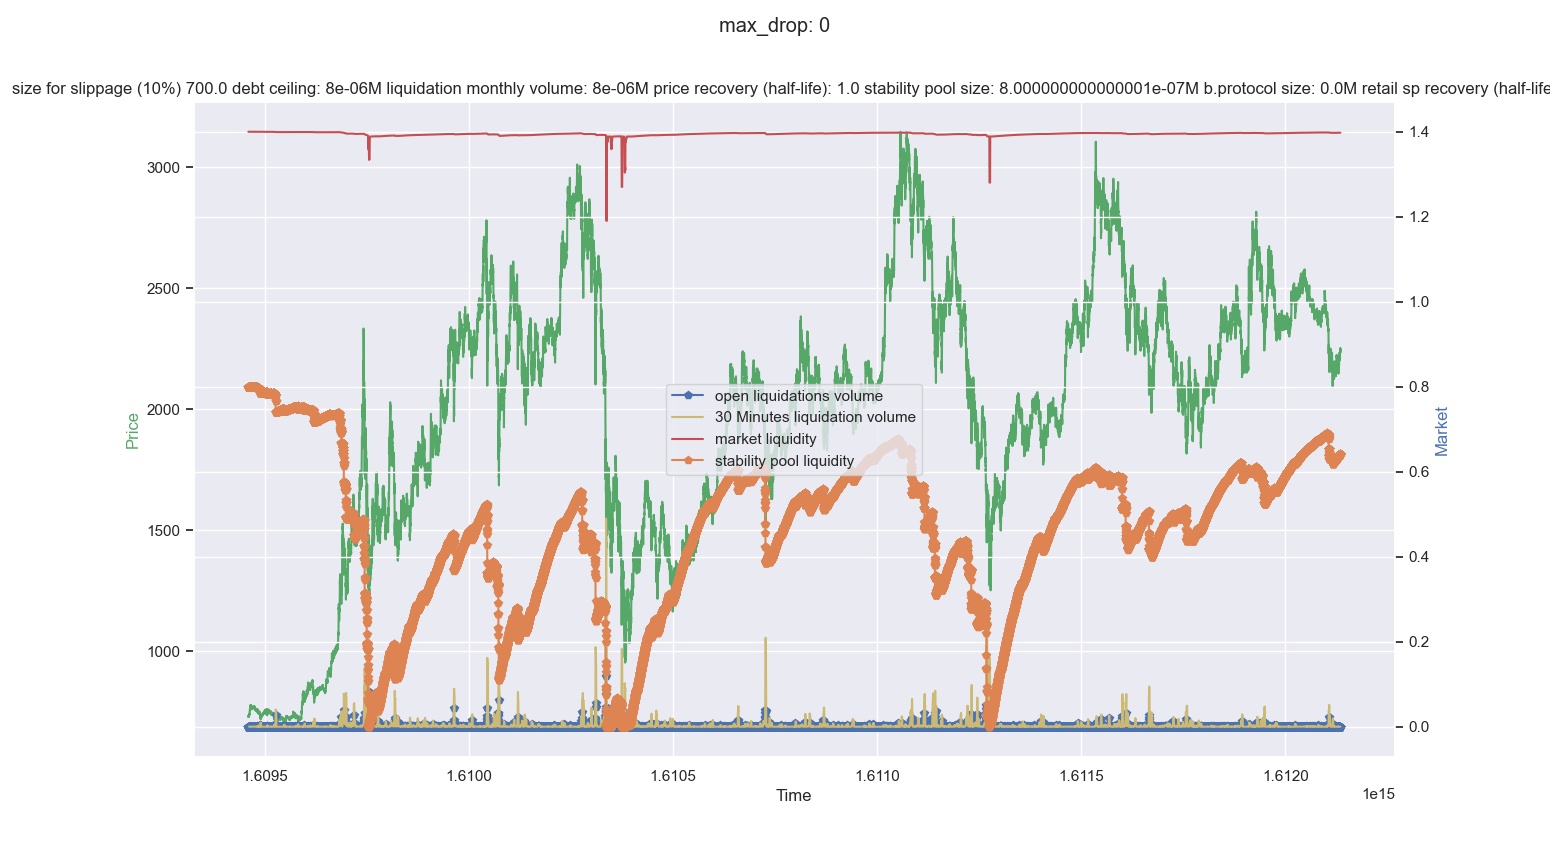 max_drop: 0
size for slippage (10%) 700.0 debt ceiling: 8e-06M liquidation monthly volume: 8e-06M price recovery (half-life): 1.0 stability pool size: 8.000000000000001e-07M b.protocol size: 0.0M retail sp recovery (half-life
3000
2500
2000
1500
1000
Price
1.4
1.2
1.0
0.8
0.6
0.4
0.2
0.0
Market
open liquidations volume
30 Minutes liquidation volume
market liquidity
stability pool liquidity
1.6095 1.6100 1.6105 1.6110 1.6115 1.6120
Time
1e15